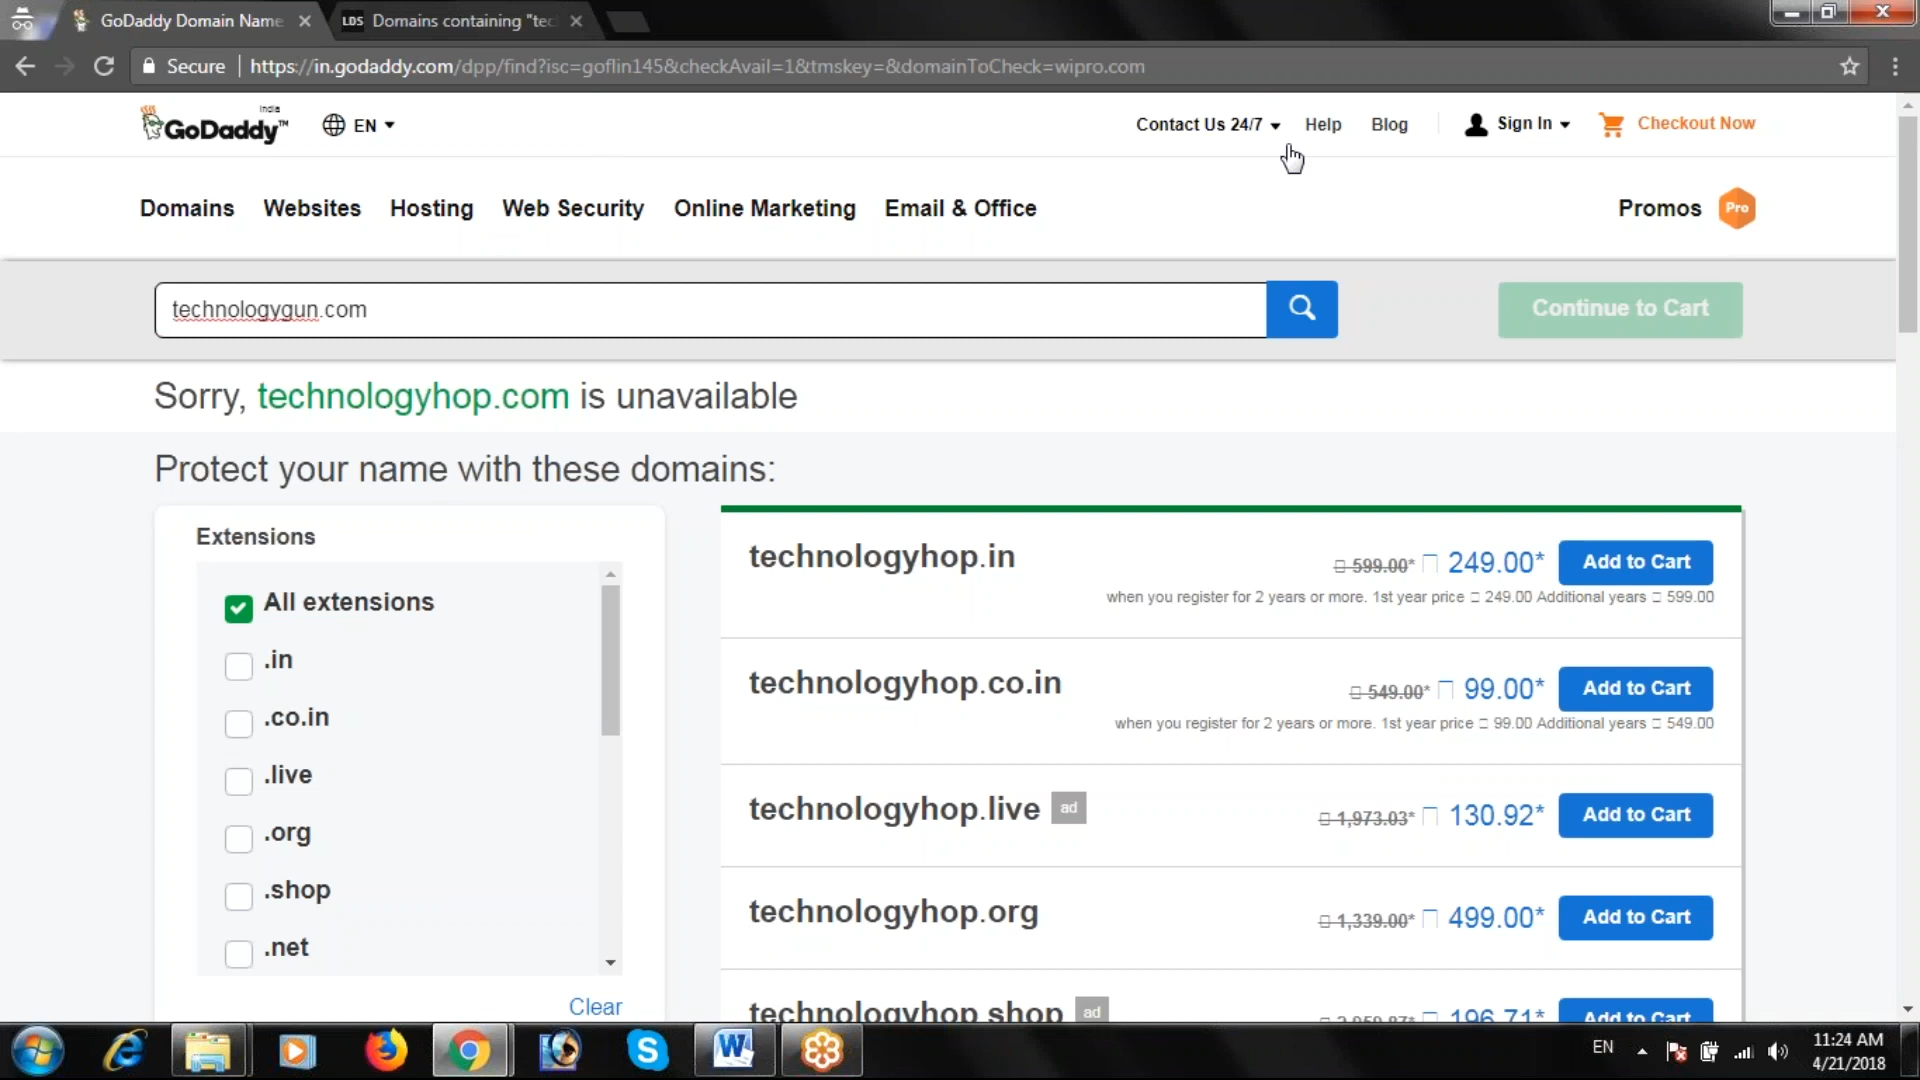 GoDaddy Domain Name
LDS Domains containing "tec
Secure https://in.godaddy.com/dpp/find?isc=goflin145&checkAvail=1&tmskey=&domainToCheck=wipro.com
India
GoDaddy™ EN Contact Us 24/7 Help Blog Sign In Checkout Now
Domains Websites Hosting Web Security Online Marketing Email & Office Promos Pro
technologygun.com Continue to Cart
Sorry, technologyhop.com is unavailable
Protect your name with these domains:
Extensions
All extensions
.in
.co.in
.live
.org
.shop
.net
Clear
technologyhop.in 599.00* 249.00* Add to Cart
when you register for 2 years or more. 1st year price 249.00 Additional years 599.00
technologyhop.co.in 549.00* 99.00* Add to Cart
when you register for 2 years or more. 1st year price 99.00 Additional years 549.00
technologyhop.live ad 1,973.03* 130.92* Add to Cart
technologyhop.org 1,339.00* 499.00* Add to Cart
technologyhop.shop ad 196.71* Add to Cart
EN 11:24 AM
4/21/2018